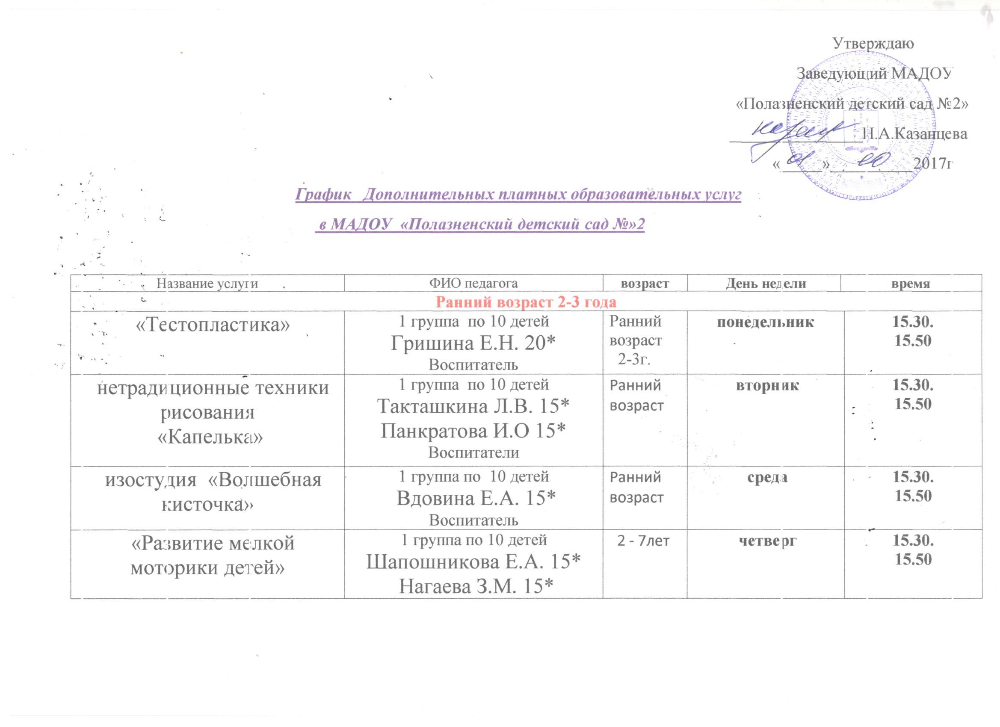 Утверждаю
Заведующий МАДОУ
«Полазненский детский сад №2»
Н.А.Казанцева
« »  2017г
График Дополнительных платных образовательных услуг
в МАДОУ «Полазненский детский сад №»2
Название услуги ФИО педагога возраст День недели время
Ранний возраст 2-3 года
«Тестопластика»
1 группа по 10 детей
Гришина Е.Н. 20*
Воспитатель
Ранний
возраст
2-3г.
понедельник
15.30.
15.50
нетрадиционные техники
рисования
«Капелька»
1 группа по 10 детей
Такташкина Л.В. 15*
Панкратова И.О 15*
Воспитатели
Ранний
возраст
вторник
15.30.
15.50
изостудия «Волшебная
кисточка»
1 группа по 10 детей
Вдовина Е.А. 15*
Воспитатель
Ранний
возраст
среда
15.30.
15.50
«Развитие мелкой
моторики детей»
1 группа по 10 детей
Шапошникова Е.А. 15*
Нагаева З.М. 15*
2 - 7лет
четверг
15.30.
15.50